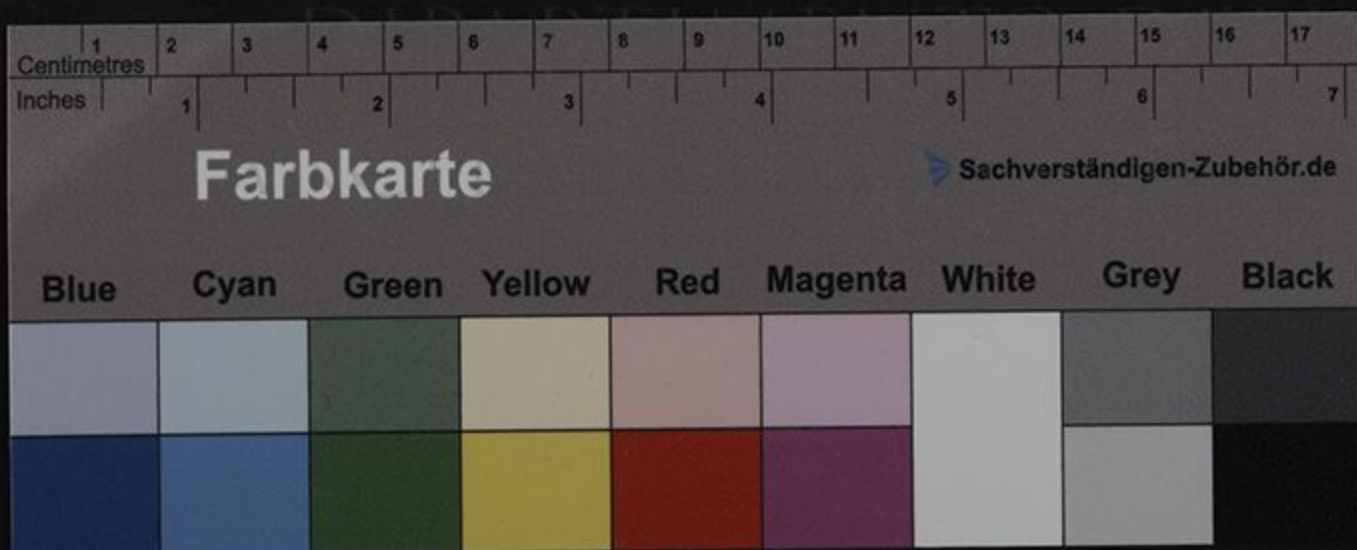 1 2 3 4 5 6 7 8 9 10 11 12 13 14 15 16 17
Centimetres
Inches 1 2 3 4 5 6 7
Farbkarte
Sachverständigen-Zubehör.de
Blue Cyan Green Yellow Red Magenta White Grey Black